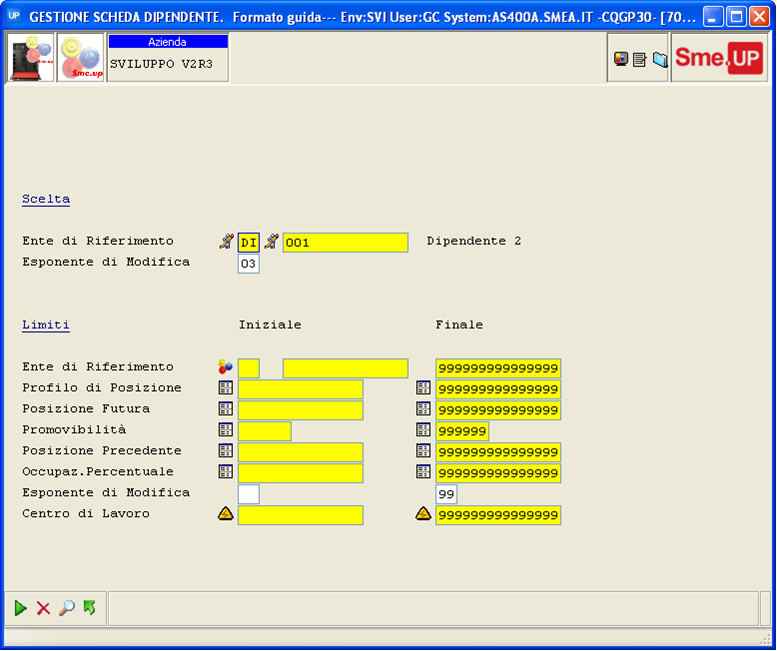 UP GESTIONE SCHEDA DIPENDENTE. Formato guida--- Env:SVI User:GC System:AS400A.SMEA.IT -CQGP30- [70...
Sme.up
Azienda
SVILUPPO V2R3
Sme.UP
Scelta
Ente di Riferimento DI 001 Dipendente 2
Esponente di Modifica 03
Limiti Iniziale Finale
Ente di Riferimento 999999999999999
Profilo di Posizione 999999999999999
Posizione Futura 999999999999999
Promovibilità 999999
Posizione Precedente 999999999999999
Occupaz.Percentuale 999999999999999
Esponente di Modifica 99
Centro di Lavoro 999999999999999